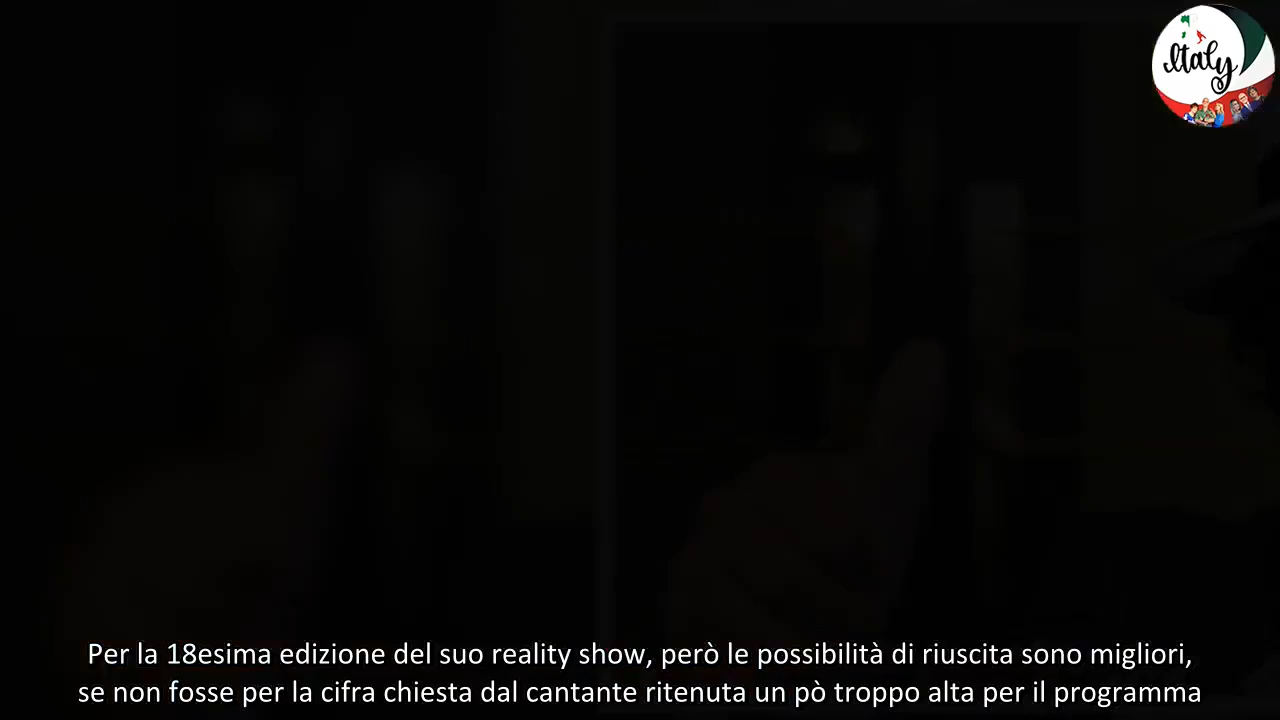 Italy
Per la 18esima edizione del suo reality show, però le possibilità di riuscita sono migliori,
se non fosse per la cifra chiesta dal cantante ritenuta un pò troppo alta per il programma